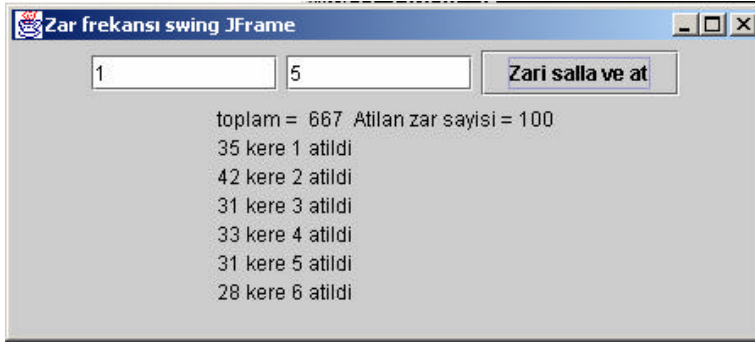 Zar frekansı swing JFrame
1 5 Zari salla ve at
toplam = 667 Atilan zar sayisi = 100
35 kere 1 atildi
42 kere 2 atildi
31 kere 3 atildi
33 kere 4 atildi
31 kere 5 atildi
28 kere 6 atildi